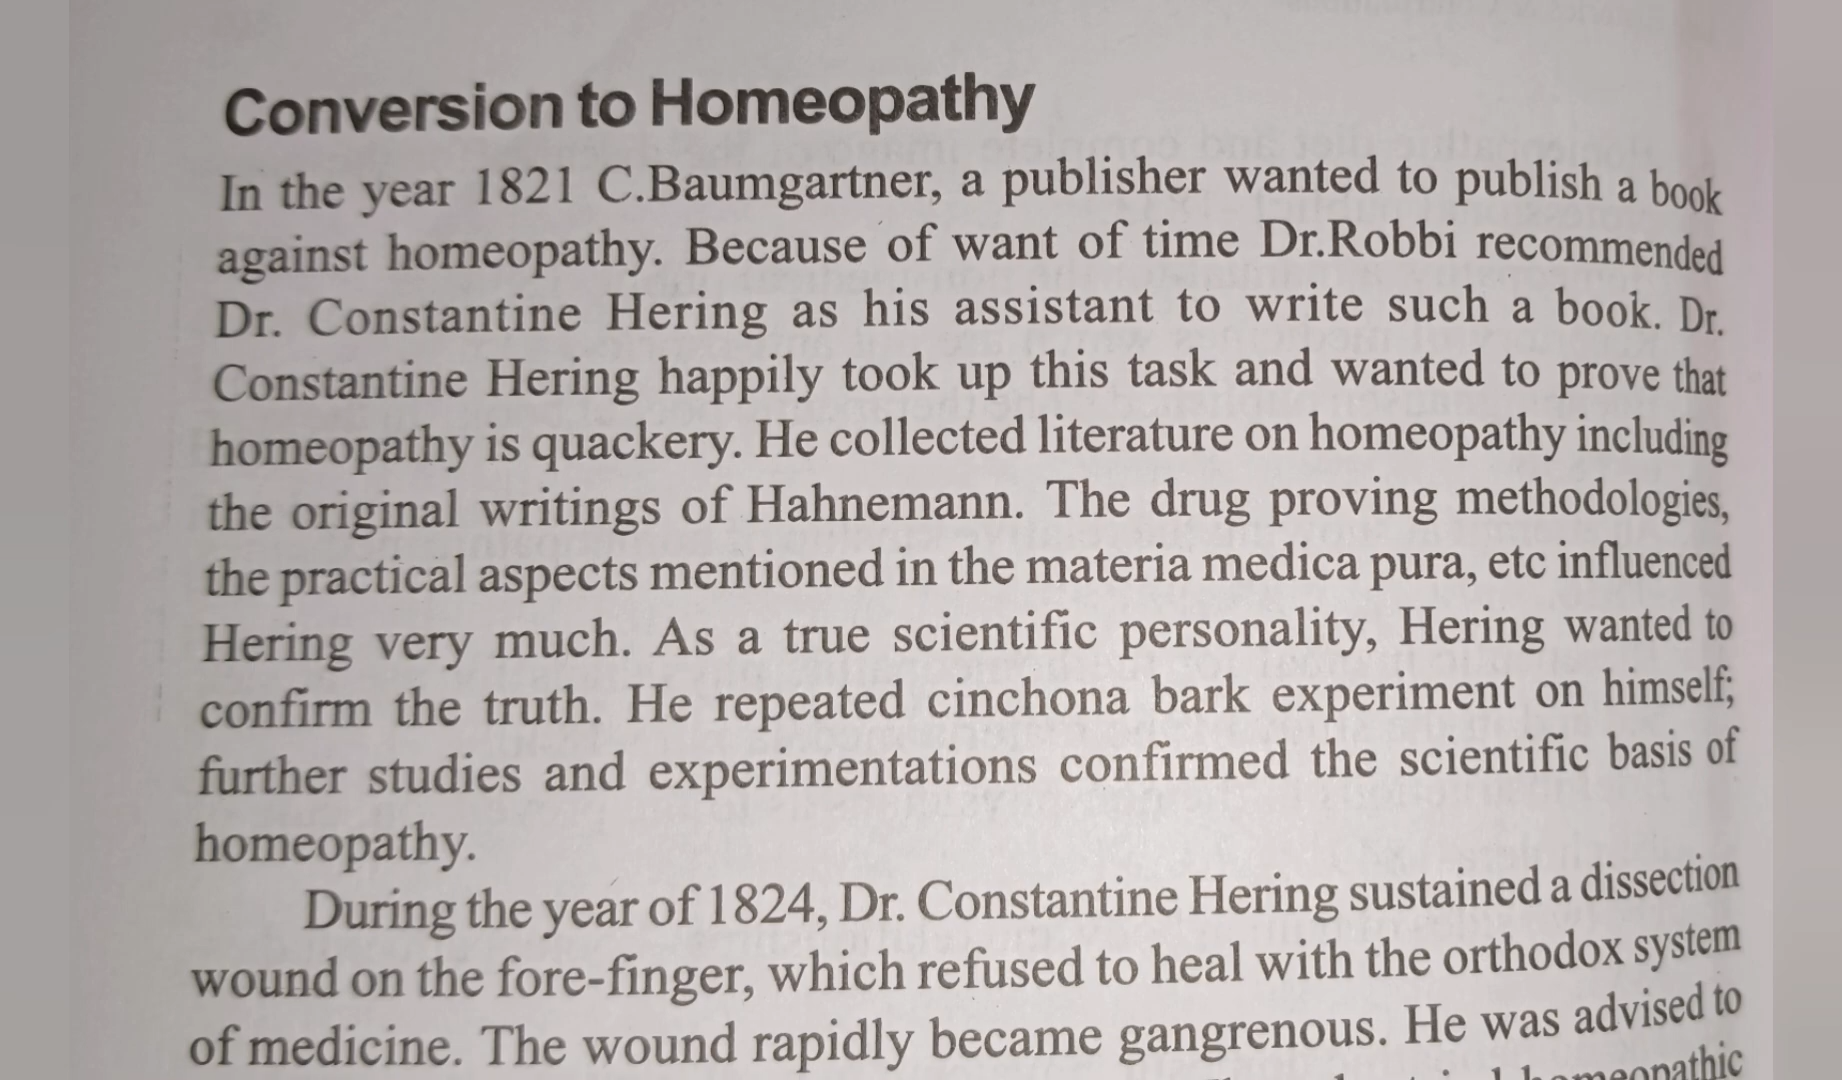 Conversion to Homeopathy
In the year 1821 C.Baumgartner, a publisher wanted to publish a book
against homeopathy. Because of want of time Dr.Robbi recommended
Dr. Constantine Hering as his assistant to write such a book. Dr.
Constantine Hering happily took up this task and wanted to prove that
homeopathy is quackery. He collected literature on homeopathy including
the original writings of Hahnemann. The drug proving methodologies,
the practical aspects mentioned in the materia medica pura, etc influenced
Hering very much. As a true scientific personality, Hering wanted to
confirm the truth. He repeated cinchona bark experiment on himself;
further studies and experimentations confirmed the scientific basis of
homeopathy.
During the year of 1824, Dr. Constantine Hering sustained a dissection
wound on the fore-finger, which refused to heal with the orthodox system
of medicine. The wound rapidly became gangrenous. He was advised to
homeopathic